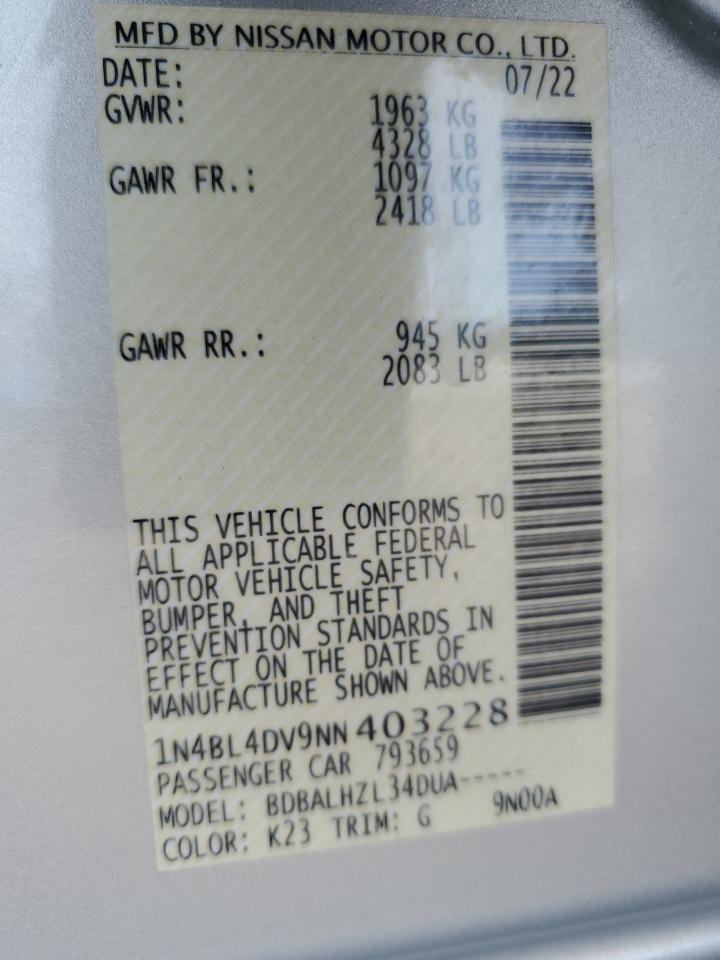 MFD BY NISSAN MOTOR CO., LTD.
DATE: 07/22
GVWR: 1963 KG
4328 LB
GAWR FR.: 1097 KG
2418 LB
GAWR RR.: 945 KG
2083 LB
THIS VEHICLE CONFORMS TO
ALL APPLICABLE FEDERAL
MOTOR VEHICLE SAFETY,
BUMPER, AND THEFT
PREVENTION STANDARDS IN
EFFECT ON THE DATE OF
MANUFACTURE SHOWN ABOVE.
1N4BL4DV9NN403228
PASSENGER CAR 793659
MODEL: BDBALHZL34DUA-----
COLOR: K23 TRIM: G 9N00A